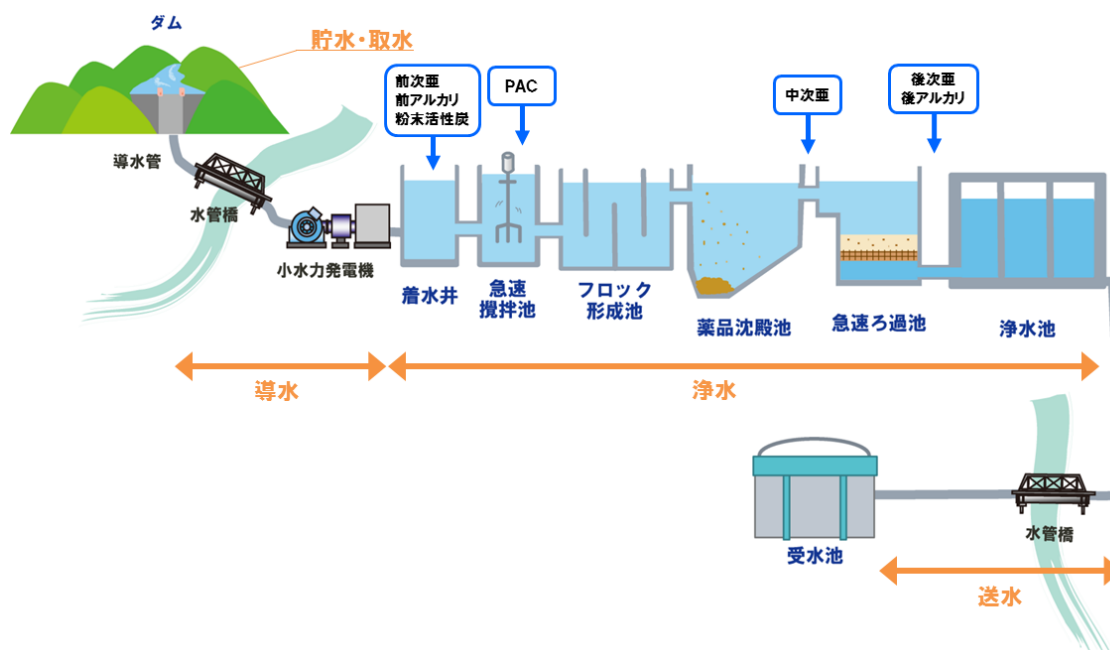 ダム
貯水・取水
前次亜
前アルカリ
粉末活性炭
PAC
中次亜
後次亜
後アルカリ
導水管
水管橋
小水力発電機
着水井
急速
攪拌池
フロック
形成池
薬品沈殿池
急速ろ過池
浄水池
導水
浄水
受水池
水管橋
送水